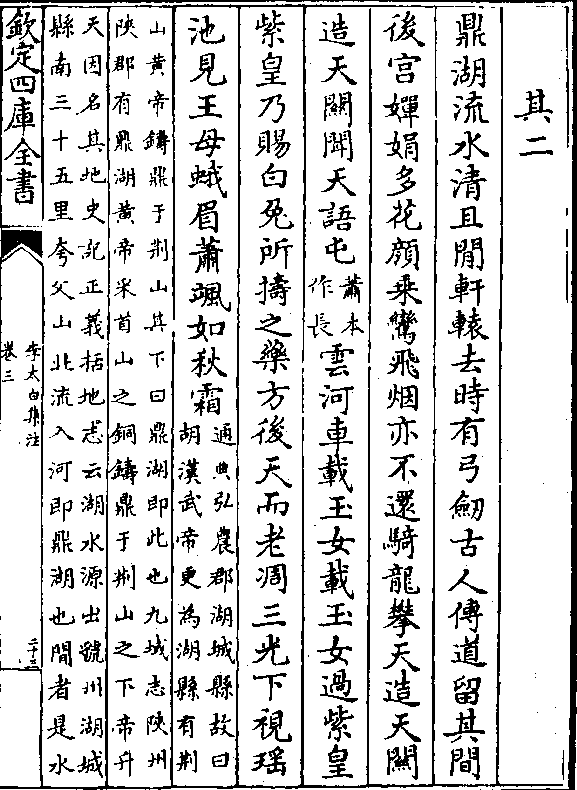 其二
鼎湖流水清且閒軒轅去時有弓劔古人傳道留其間
後宫嬋娟多花顔乗鸞飛烟亦不還騎龍攀天造天闗
造天闗聞天語屯
蕭本
作長
雲河車載玉女載玉女過紫皇
紫皇乃賜白兎所擣之藥方後天而老凋三光下視瑶
池見王母蛾眉蕭颯如秋霜
通典弘農郡湖城縣故曰
胡漢武帝更為湖縣有荆
山黄帝鑄鼎于荆山其下曰鼎湖即此也九城志陜州
陜郡有鼎湖黄帝采首山之銅鑄鼎于荆山之下帝升
天因名其地史記正義括地志云湖水源出虢州湖城
縣南三十五里夸父山北流入河即鼎湖也閒者是水
欽定四庫全書
李太白集注
卷三
二十三